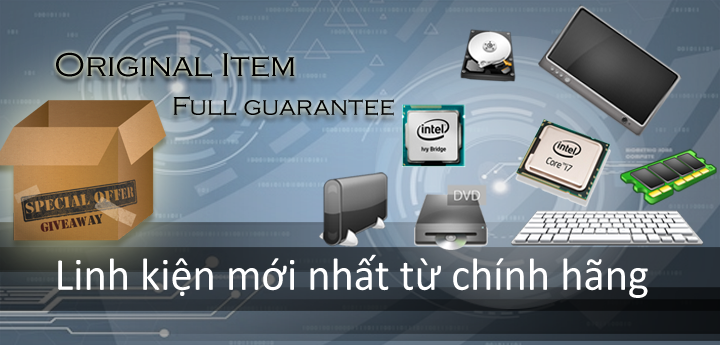 ORIGINAL ITEM
FULL GUARANTEE
intel
Ivy Bridge
intel
Core™ i7
DVD
SPECIAL OFFER
GIVEAWAY
Linh kiện mới nhất từ chính hãng